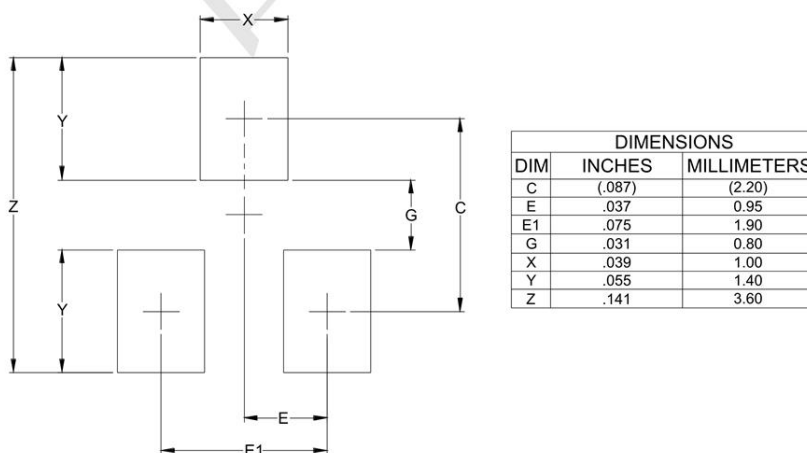 X
Y
Z
G
C
Y
E
E1
DIMENSIONS
DIM INCHES MILLIMETERS
C (.087) (2.20)
E .037 0.95
E1 .075 1.90
G .031 0.80
X .039 1.00
Y .055 1.40
Z .141 3.60